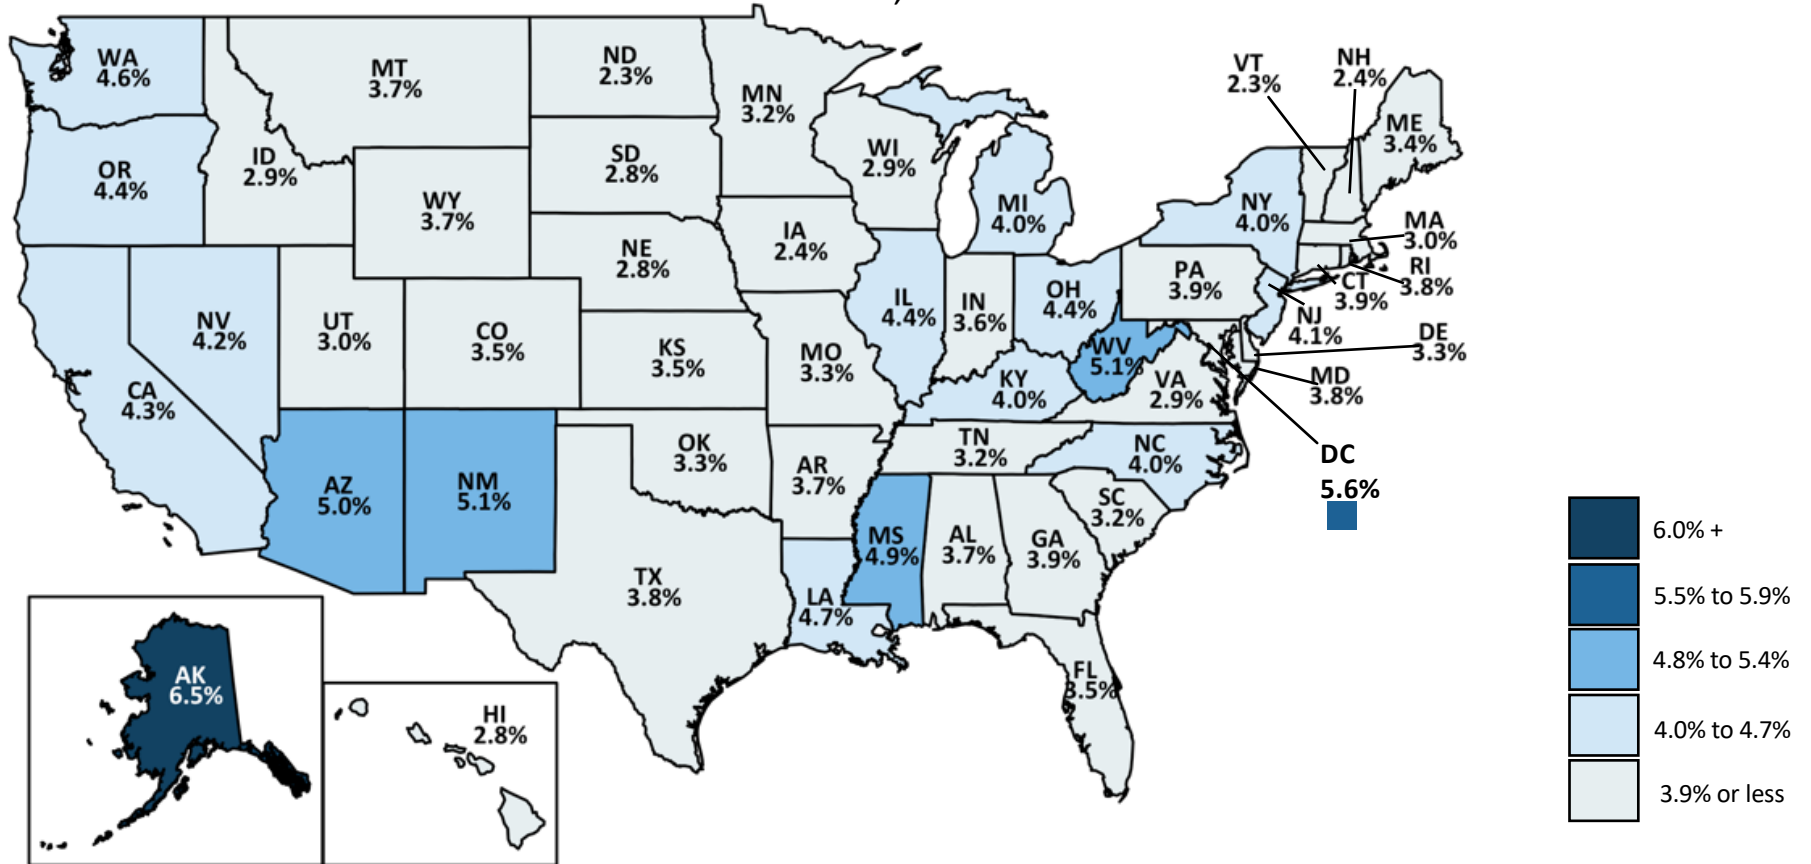 WA
4.6%
MT
3.7%
ND
2.3%
MN
3.2%
VT
2.3%
NH
2.4%
ME
3.4%
OR
4.4%
ID
2.9%
WY
3.7%
SD
2.8%
WI
2.9%
MI
4.0%
NY
4.0%
MA
3.0%
RI
3.8%
CT
3.9%
NJ
4.1%
DE
3.3%
MD
3.8%
NV
4.2%
UT
3.0%
CO
3.5%
NE
2.8%
IA
2.4%
IL
4.4%
IN
3.6%
OH
4.4%
PA
3.9%
CA
4.3%
KS
3.5%
MO
3.3%
KY
4.0%
WV
5.1%
VA
2.9%
DC
5.6%
AZ
5.0%
NM
5.1%
OK
3.3%
AR
3.7%
TN
3.2%
NC
4.0%
SC
3.2%
TX
3.8%
LA
4.7%
MS
4.9%
AL
3.7%
GA
3.9%
FL
3.5%
AK
6.5%
HI
2.8%
6.0% +
5.5% to 5.9%
4.8% to 5.4%
4.0% to 4.7%
3.9% or less